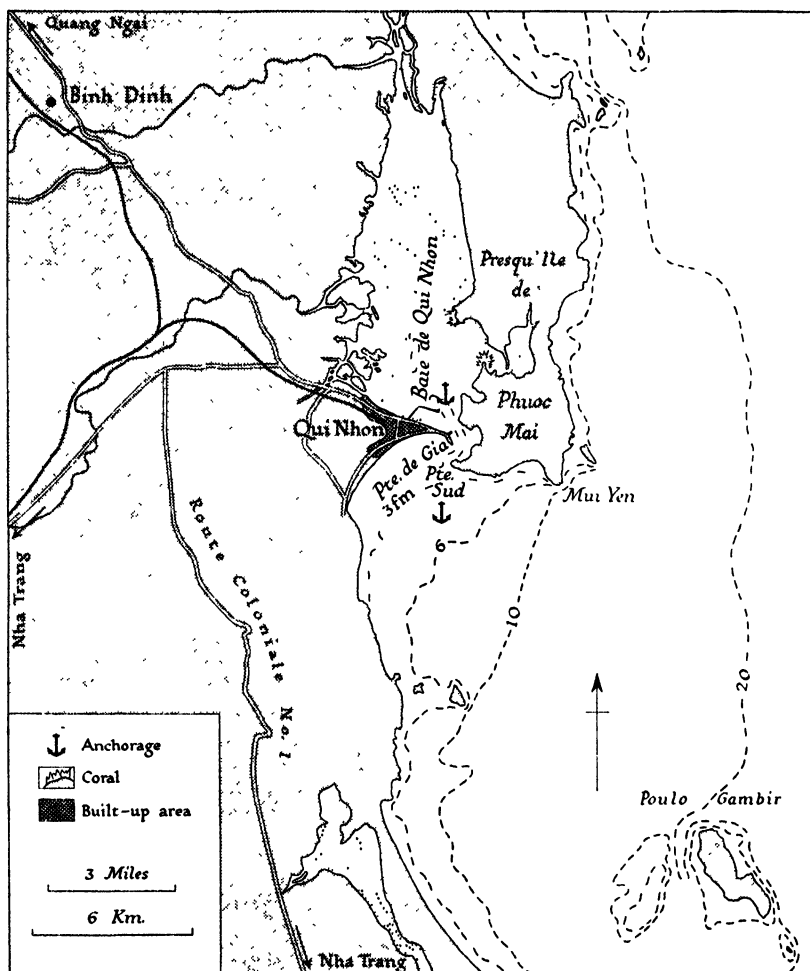 Quang Ngai
Binh Dinh
Baie de Qui Nhon
Presqu' Ile
de
Phuoc
Mai
Qui Nhon
Pte. de Gia
Pte.
Sud
3fm
Mui Yen
6
10
20
Nha Trang
Route Coloniale No. 1
Poulo Gambir
Anchorage
Coral
Built-up area
3 Miles
6 Km.
Nha Trang